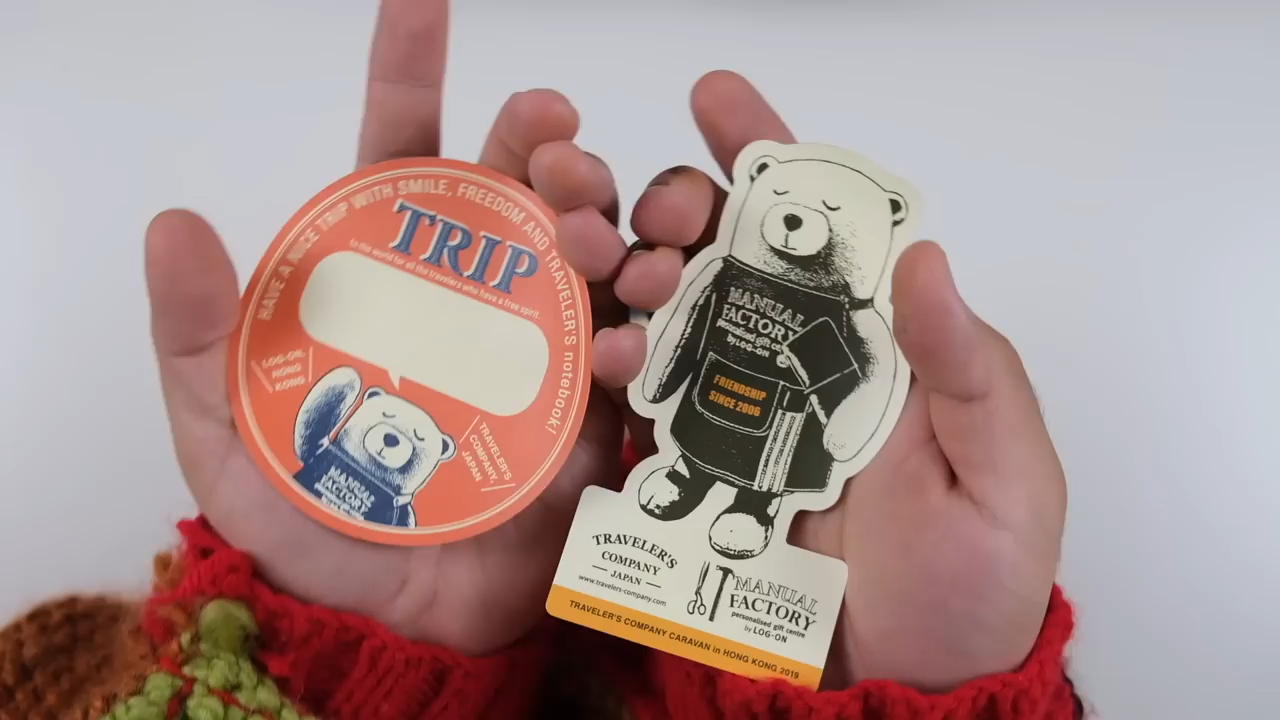 HAVE A NICE TRIP WITH SMILE, FREEDOM AND TRAVELER'S notebook!
TRIP
to the world for all the travelers who have a free spirit.
LOG-ON,
HONG
KONG
TRAVELER'S
COMPANY,
JAPAN
MANUAL
FACTORY
MANUAL
FACTORY
personalised gift
by LOG-ON
FRIENDSHIP
SINCE 2006
TRAVELER'S
COMPANY
JAPAN
www.travelers-company.com
MANUAL
FACTORY
personalised gift centre
by LOG-ON
TRAVELER'S COMPANY CARAVAN in HONG KONG 2019